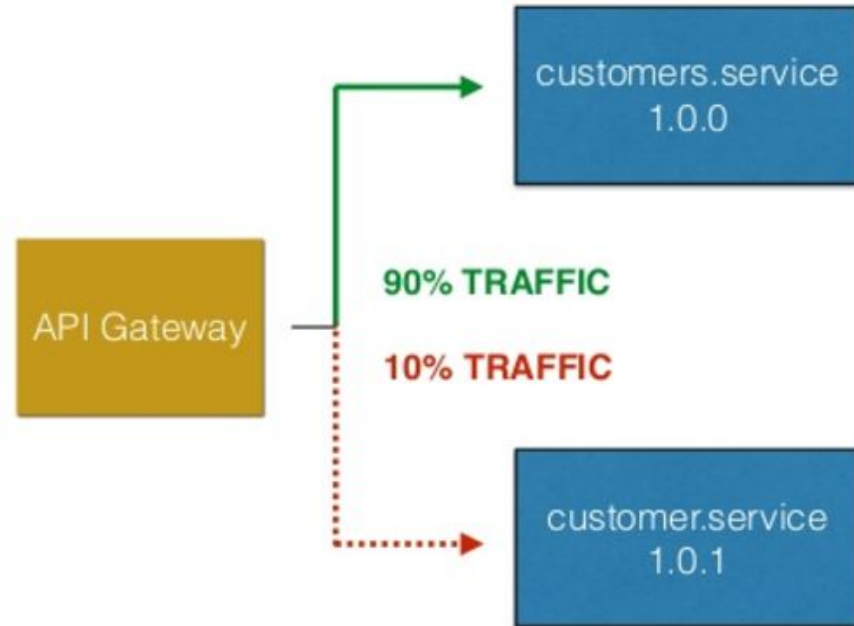 customers.service
1.0.0
90% TRAFFIC
API Gateway
10% TRAFFIC
customer.service
1.0.1